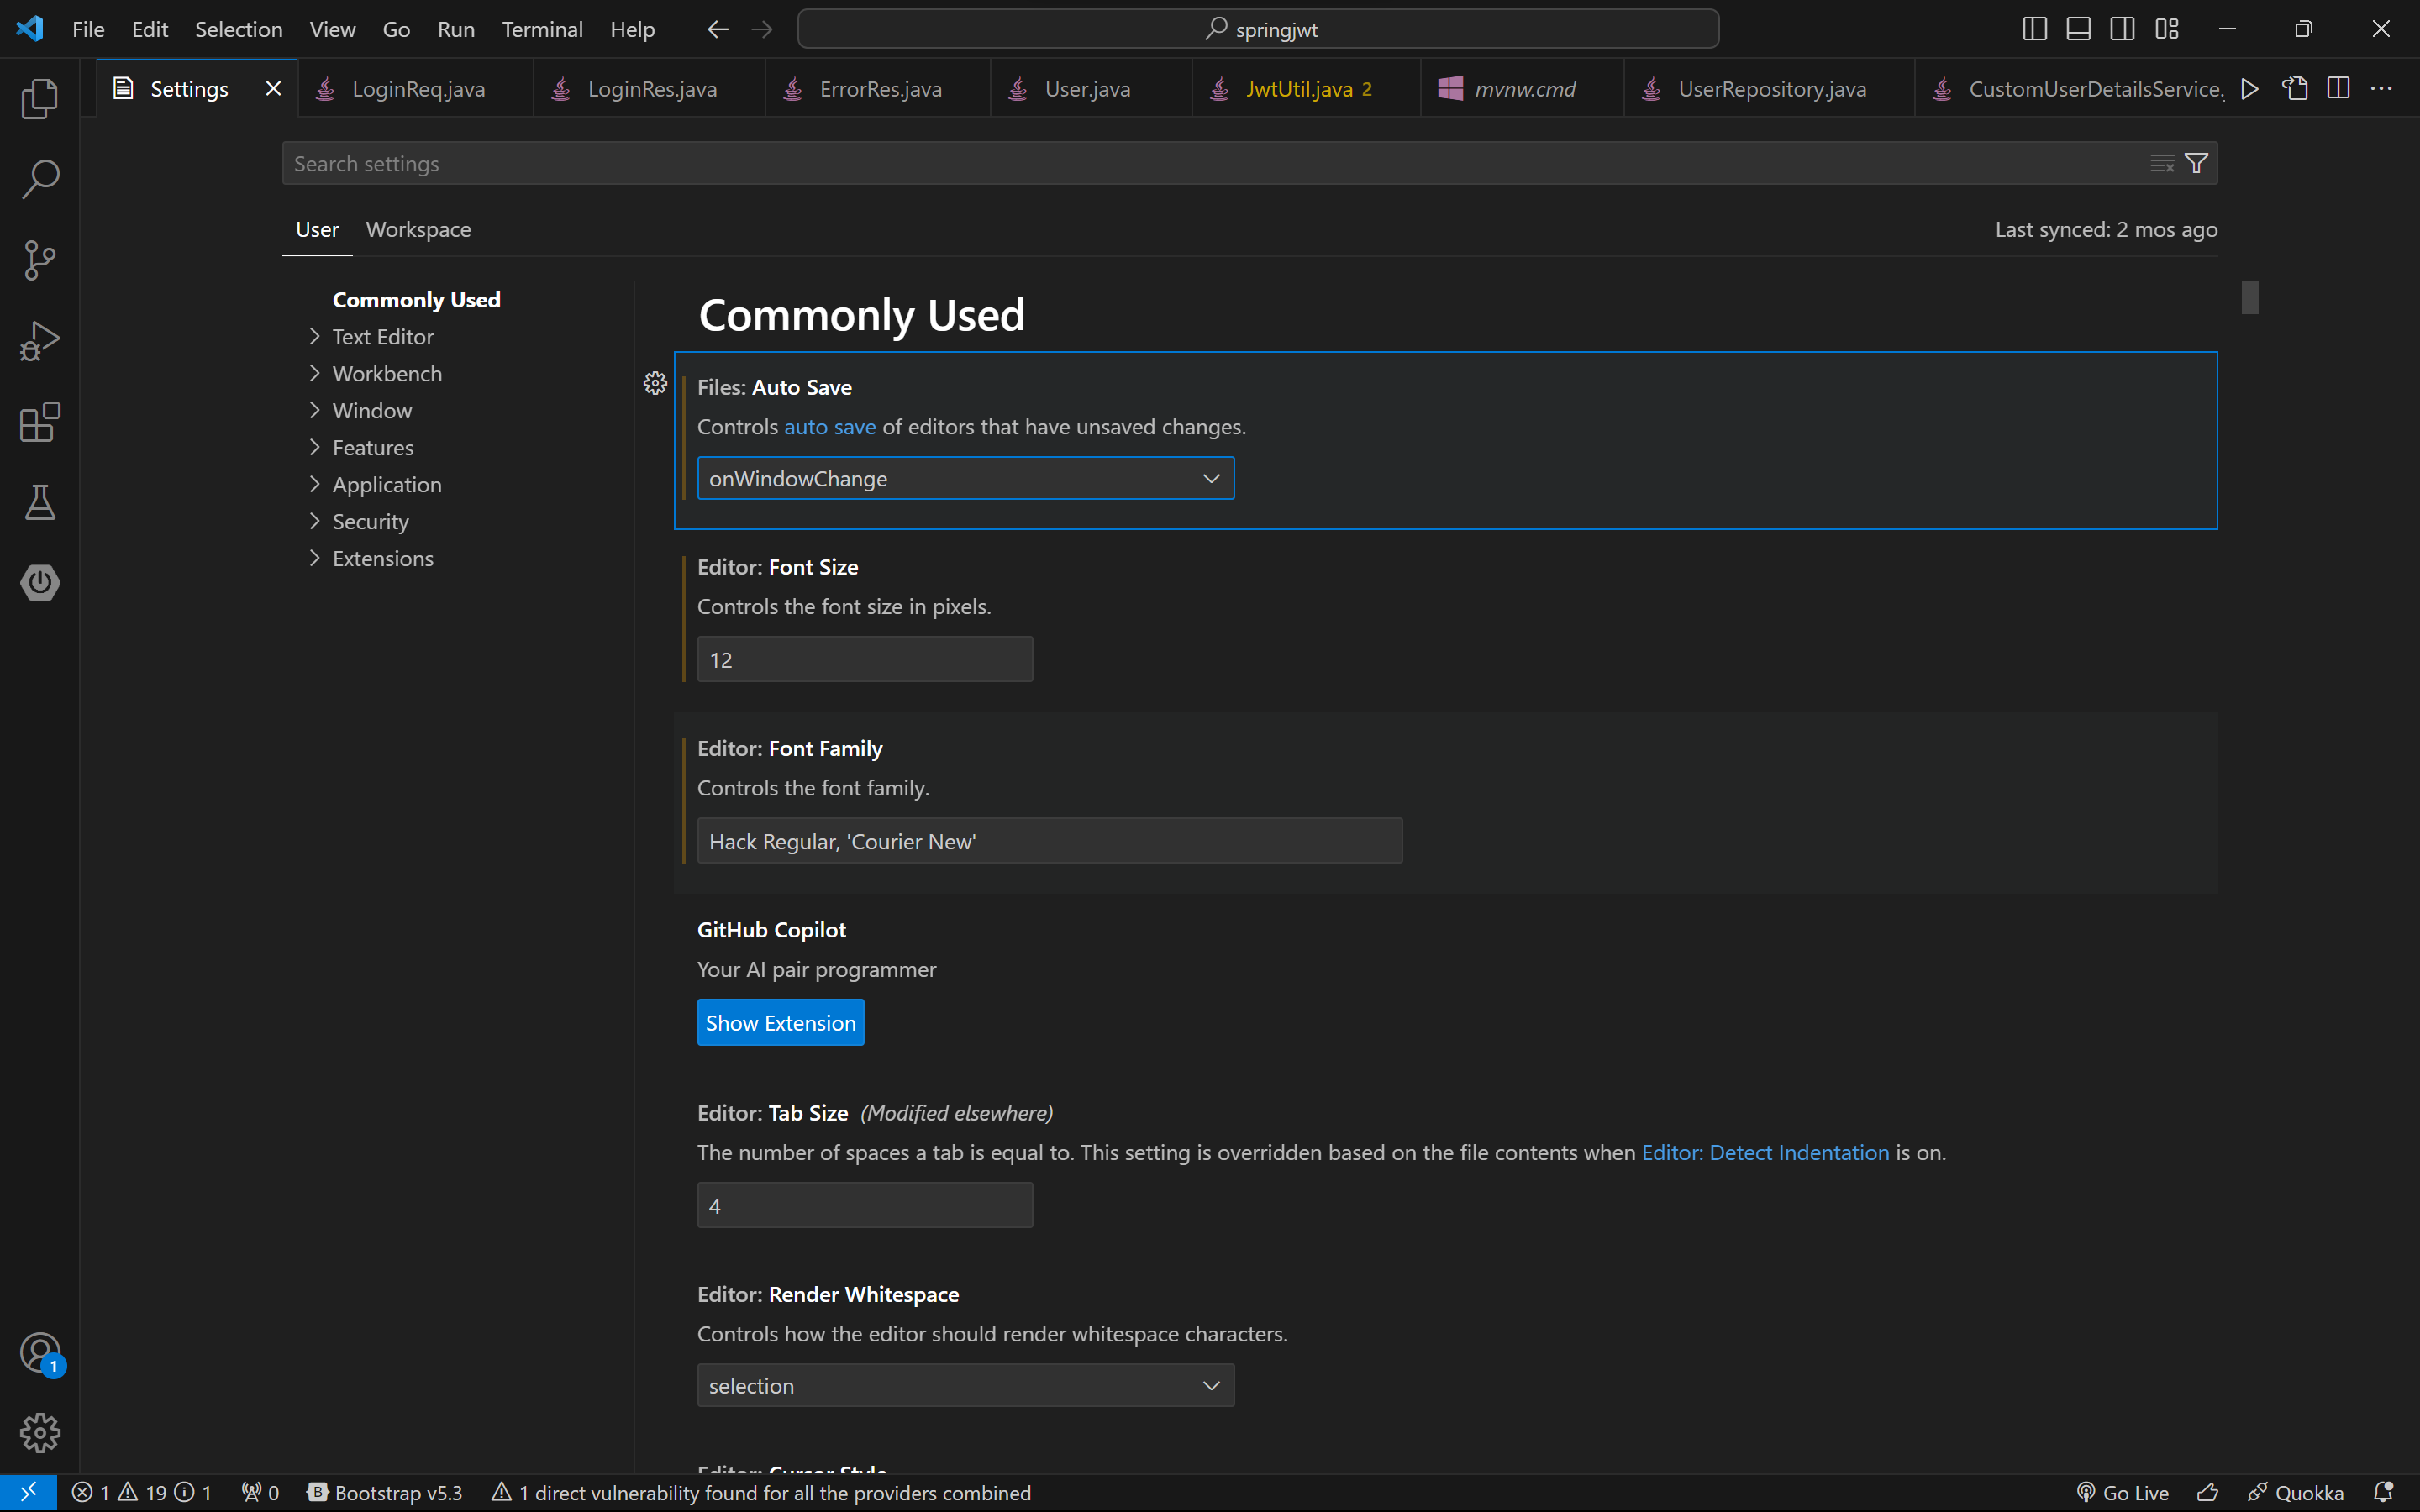 File Edit Selection View Go Run Terminal Help
springjwt
Settings LoginReq.java LoginRes.java ErrorRes.java User.java JwtUtil.java 2 mvnw.cmd UserRepository.java CustomUserDetailsService.
Search settings
User Workspace
Last synced: 2 mos ago
Commonly Used
Text Editor
Workbench
Window
Features
Application
Security
Extensions
Commonly Used
Files: Auto Save
Controls auto save of editors that have unsaved changes.
onWindowChange
Editor: Font Size
Controls the font size in pixels.
12
Editor: Font Family
Controls the font family.
Hack Regular, 'Courier New'
GitHub Copilot
Your AI pair programmer
Show Extension
Editor: Tab Size (Modified elsewhere)
The number of spaces a tab is equal to. This setting is overridden based on the file contents when Editor: Detect Indentation is on.
4
Editor: Render Whitespace
Controls how the editor should render whitespace characters.
selection
Editor: Cursor Style
1
1 19 1 0 Bootstrap v5.3 1 direct vulnerability found for all the providers combined
Go Live Quokka